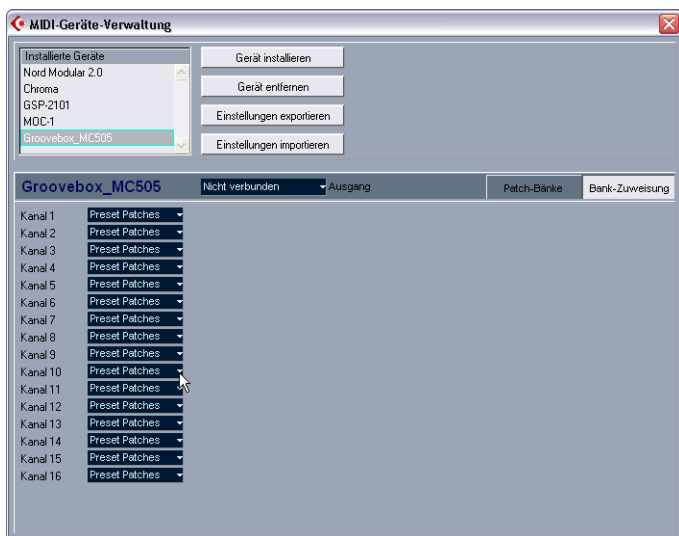 MIDI-Geräte-Verwaltung
Installierte Geräte
Nord Modular 2.0
Chroma
GSP-2101
MOC-1
Groovebox_MC505
Gerät installieren
Gerät entfernen
Einstellungen exportieren
Einstellungen importieren
Groovebox_MC505 Nicht verbunden Ausgang Patch-Bänke Bank-Zuweisung
Kanal 1 Preset Patches
Kanal 2 Preset Patches
Kanal 3 Preset Patches
Kanal 4 Preset Patches
Kanal 5 Preset Patches
Kanal 6 Preset Patches
Kanal 7 Preset Patches
Kanal 8 Preset Patches
Kanal 9 Preset Patches
Kanal 10 Preset Patches
Kanal 11 Preset Patches
Kanal 12 Preset Patches
Kanal 13 Preset Patches
Kanal 14 Preset Patches
Kanal 15 Preset Patches
Kanal 16 Preset Patches